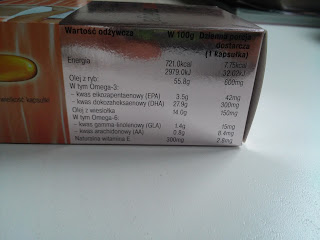 Wartość odżywcza W 100g Dzienna porcja
dostarcza
(1 kapsułka)
Energia 721.0kcal 7.75kcal
2979.0kJ 32.02kJ
Olej z ryb: 55.8g 600mg
W tym Omega-3:
- kwas eikozapentaenowy (EPA) 3.5g 42mg
- kwas dokozaheksaenowy (DHA) 27.9g 300mg
Olej z wiesiołka 14.0g 150mg
W tym Omega-6:
- kwas gamma-linolenowy (GLA) 1.4g 15mg
- kwas arachidonowy (AA) 0.8g 8.4mg
Naturalna witamina E 300mg
kapsułki